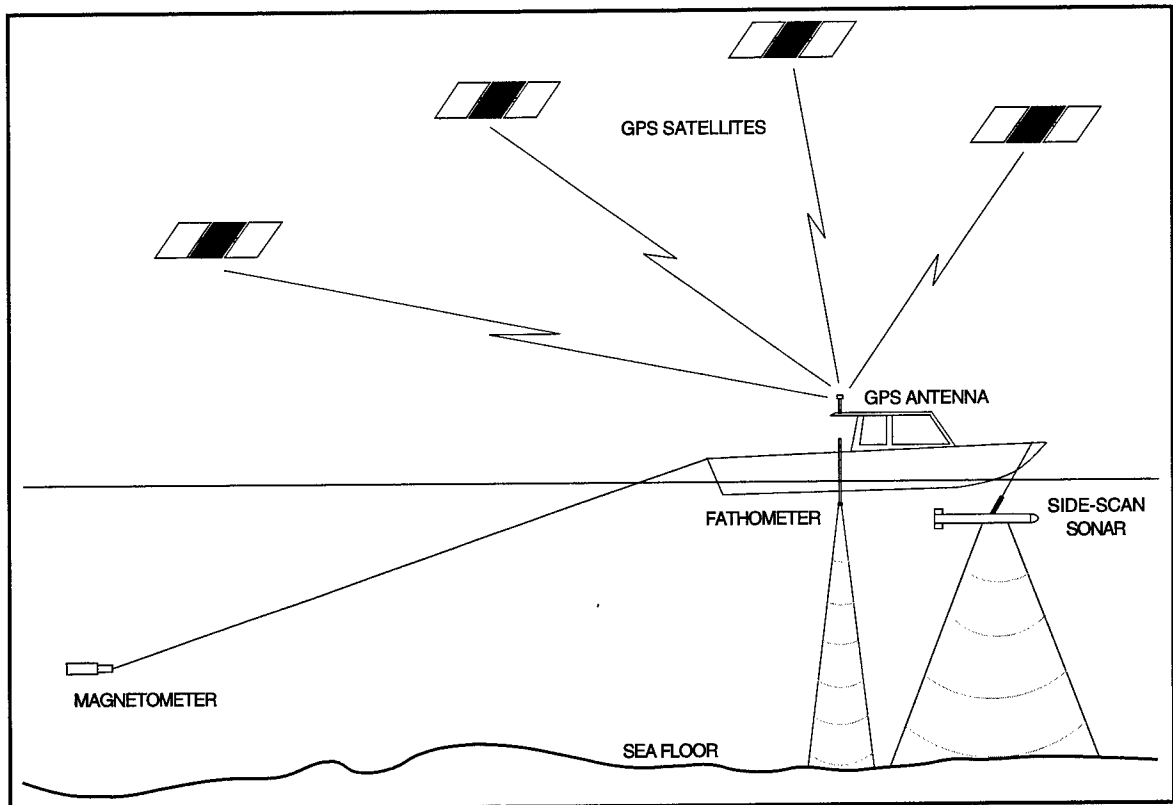 GPS SATELLITES
GPS ANTENNA
FATHOMETER
SIDE-SCAN
SONAR
MAGNETOMETER
SEA FLOOR